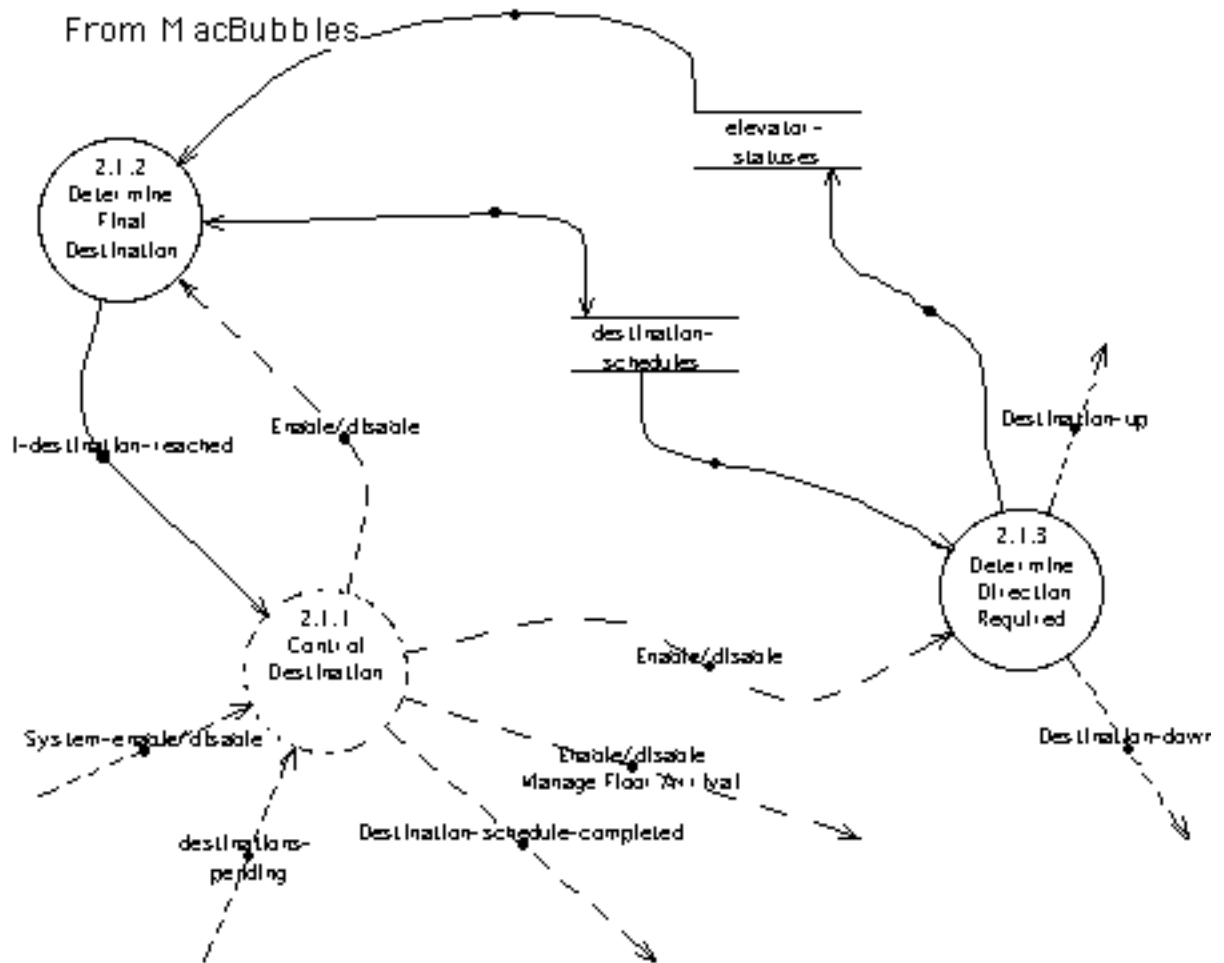 From MacBubbles
elevator-
statuses
2.1.2
Determine
Final
Destination
destination-
schedules
Enable/disable
Destination-up
l-destination-reached
2.1.3
Determine
Direction
Required
2.1.1
Control
Destination
Enable/disable
System-enable/disable
Destination-down
Enable/disable
Manage Floor Arrival
Destination-schedule-completed
destinations-
pending